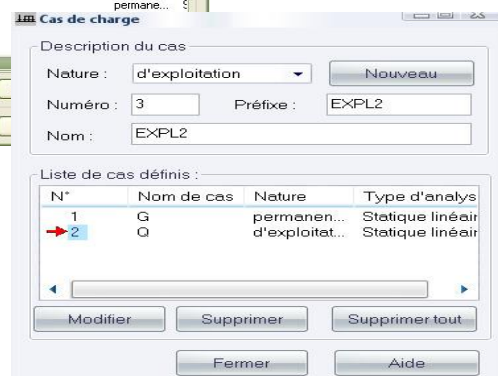 permane... S
Cas de charge
Description du cas
Nature : d'exploitation Nouveau
Numéro : 3 Préfixe : EXPL2
Nom : EXPL2
Liste de cas définis :
N° Nom de cas Nature Type d'analys
1 G permanen... Statique linéair
2 Q d'exploitat... Statique linéair
Modifier Supprimer Supprimer tout
Fermer Aide